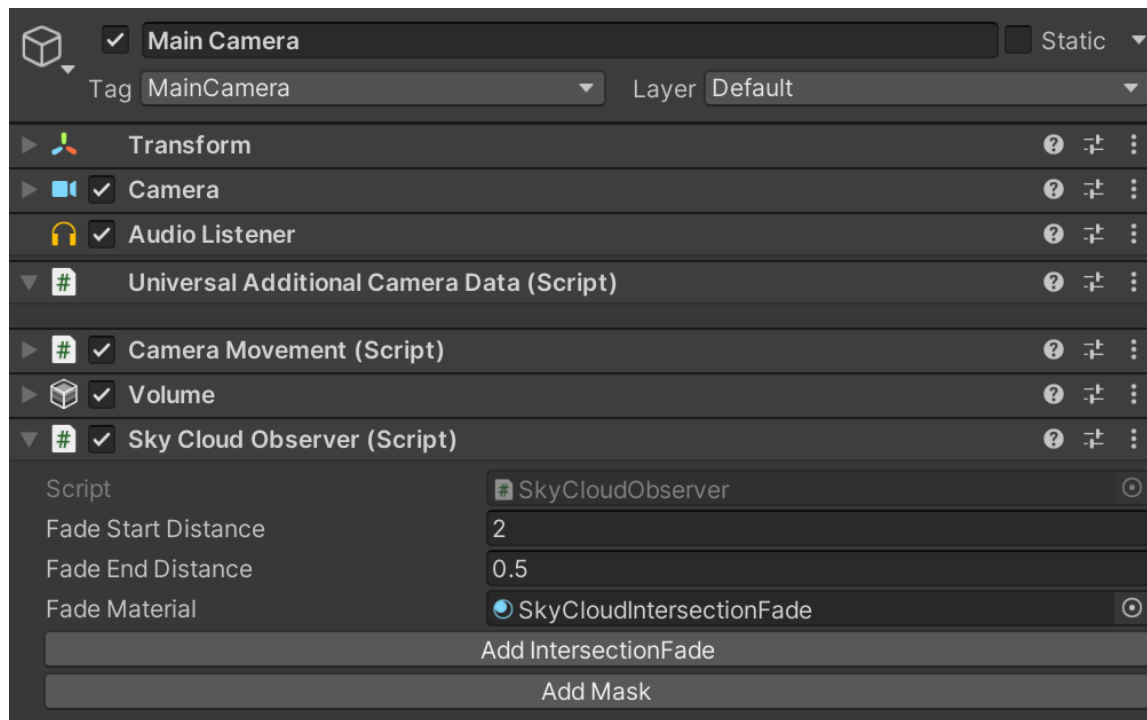 Main Camera Static
Tag MainCamera Layer Default
Transform
Camera
Audio Listener
Universal Additional Camera Data (Script)
Camera Movement (Script)
Volume
Sky Cloud Observer (Script)
Script SkyCloudObserver
Fade Start Distance 2
Fade End Distance 0.5
Fade Material SkyCloudIntersectionFade
Add IntersectionFade
Add Mask